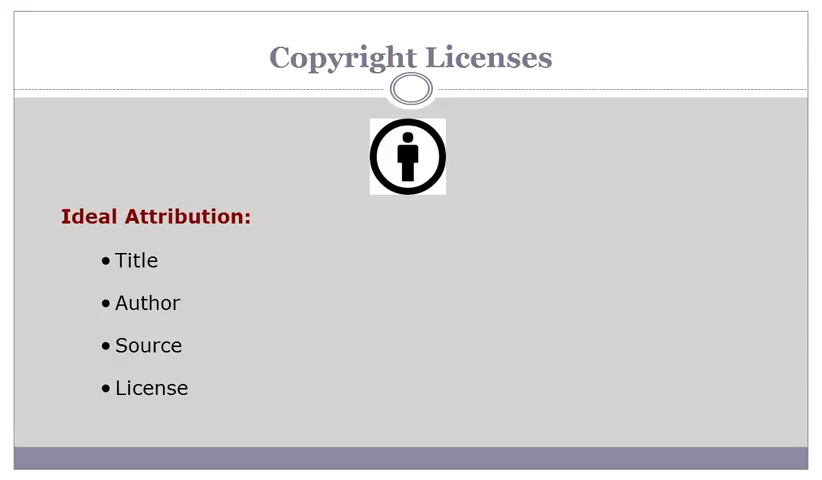 Copyright Licenses
Ideal Attribution:
• Title
• Author
• Source
• License